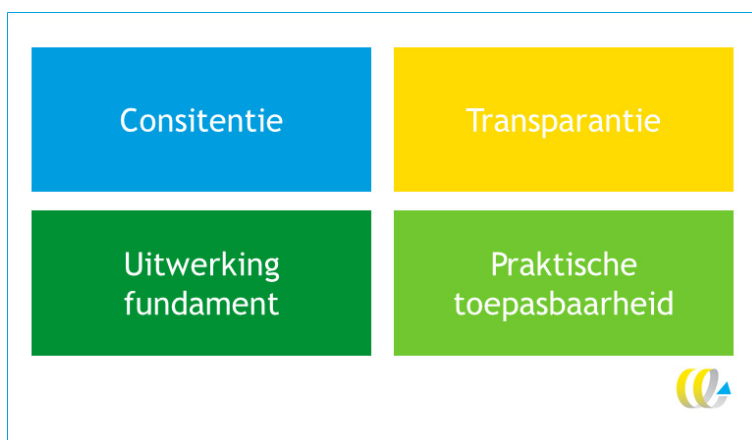 Consitentie
Transparantie
Uitwerking
fundament
Praktische
toepasbaarheid